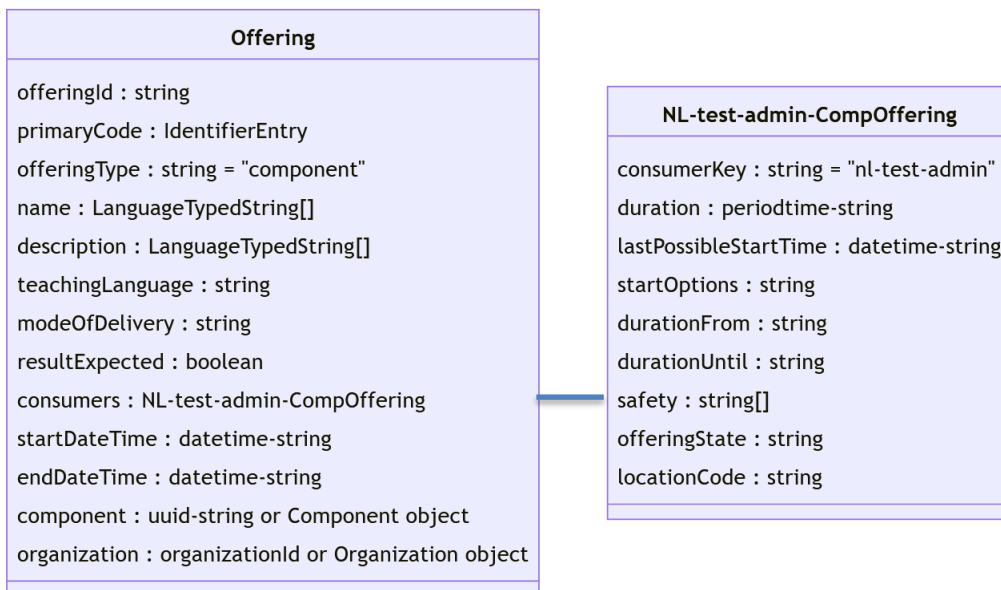 Offering
offeringId : string
primaryCode : IdentifierEntry
offeringType : string = "component"
name : LanguageTypedString[]
description : LanguageTypedString[]
teachingLanguage : string
modeOfDelivery : string
resultExpected : boolean
consumers : NL-test-admin-CompOffering
startDateTime : datetime-string
endDateTime : datetime-string
component : uuid-string or Component object
organization : organizationId or Organization object
NL-test-admin-CompOffering
consumerKey : string = "nl-test-admin"
duration : periodtime-string
lastPossibleStartTime : datetime-string
startOptions : string
durationFrom : string
durationUntil : string
safety : string[]
offeringState : string
locationCode : string